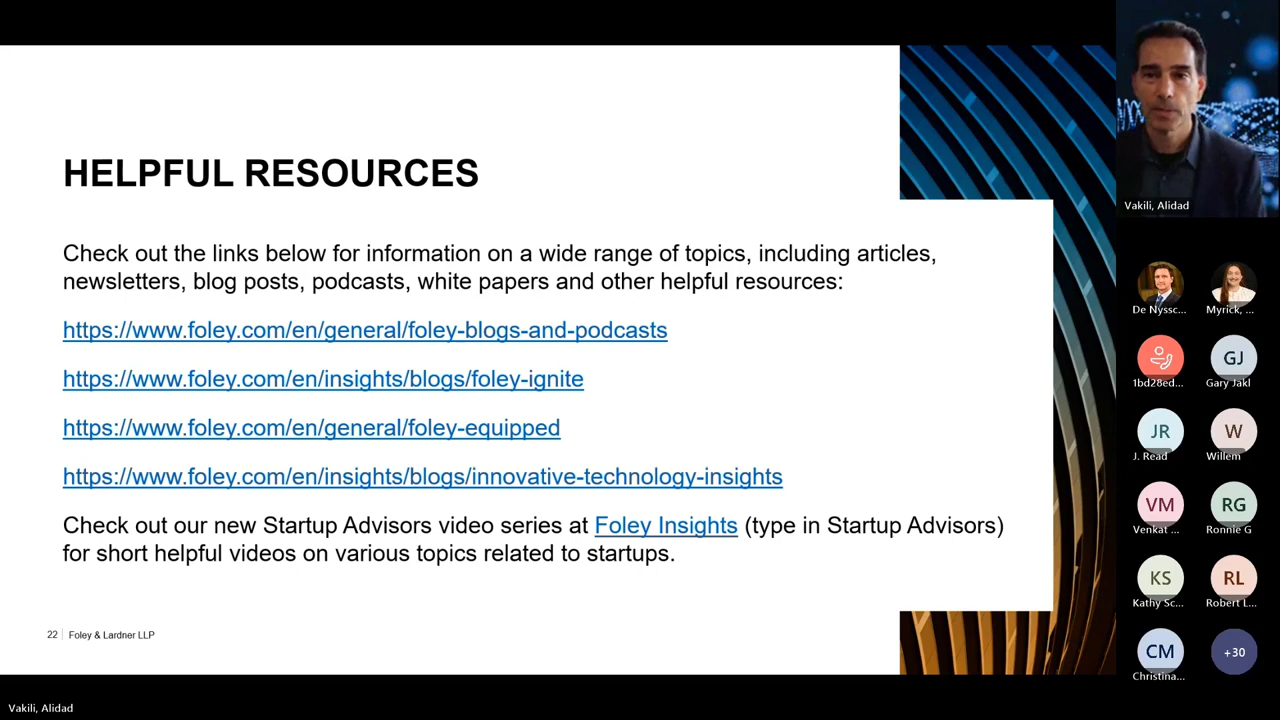 HELPFUL RESOURCES
Check out the links below for information on a wide range of topics, including articles,
newsletters, blog posts, podcasts, white papers and other helpful resources:
https://www.foley.com/en/general/foley-blogs-and-podcasts
https://www.foley.com/en/insights/blogs/foley-ignite
https://www.foley.com/en/general/foley-equipped
https://www.foley.com/en/insights/blogs/innovative-technology-insights
Check out our new Startup Advisors video series at Foley Insights (type in Startup Advisors)
for short helpful videos on various topics related to startups.
22 Foley & Lardner LLP
Vakili, Alidad
De Nyssc...
Myrick, ...
1bd28ed...
GJ
Gary Jakl
JR
J. Read
W
Willem
VM
Venkat ...
RG
Ronnie G
KS
Kathy Sc...
RL
Robert L...
CM
Christina...
+30
Vakili, Alidad